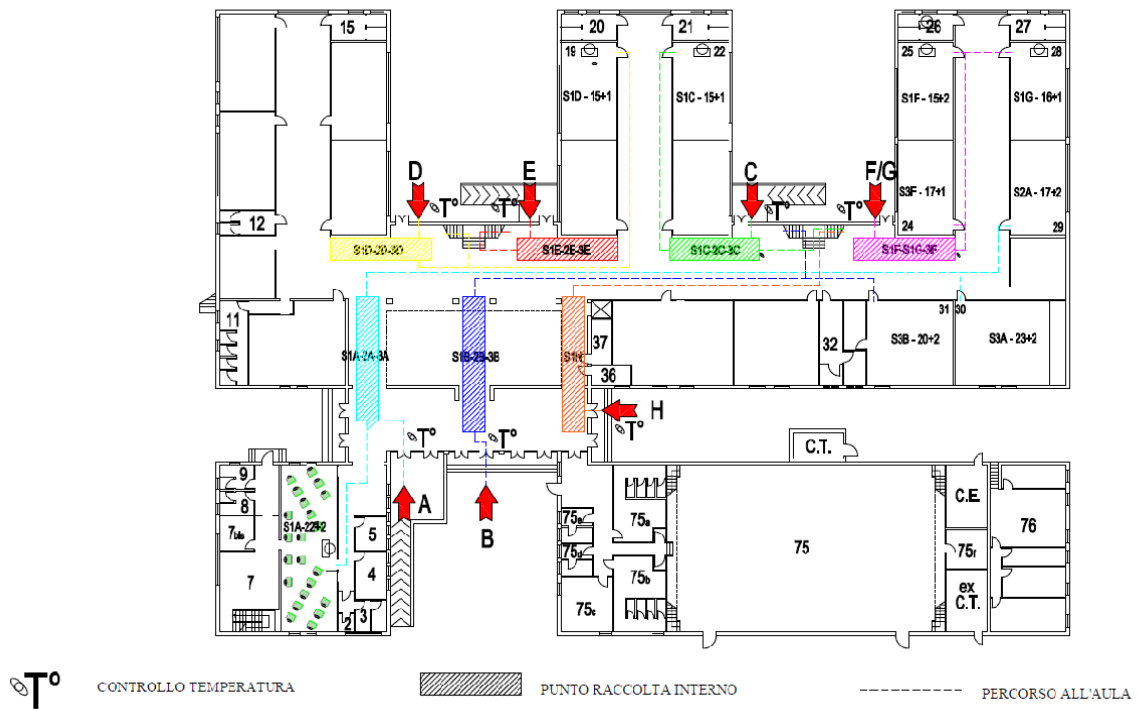 15
20
21
26
27
19
22
25
28
S1D - 15+1
S1C - 15+1
S1F - 15+2
S1G - 16+1
D
E
C
F/G
T°
T°
T°
T°
S3F - 17+1
S2A - 17+2
12
24
29
S1D-2D-3D
S1E-2E-3E
S1C-2C-3C
S1F-S1G-3F
11
31
30
S1A-2A-3A
S1B-2B-3B
S1H
37
36
32
S3B - 20+2
S3A - 23+2
H
T°
T°
T°
C.T.
9
8
7bis
7
S1A-22+2
5
4
3
2
A
B
75e
75d
75c
75a
75b
75
C.E.
75f
ex
C.T.
76
T° CONTROLLO TEMPERATURA PUNTO RACCOLTA INTERNO PERCORSO ALL'AULA